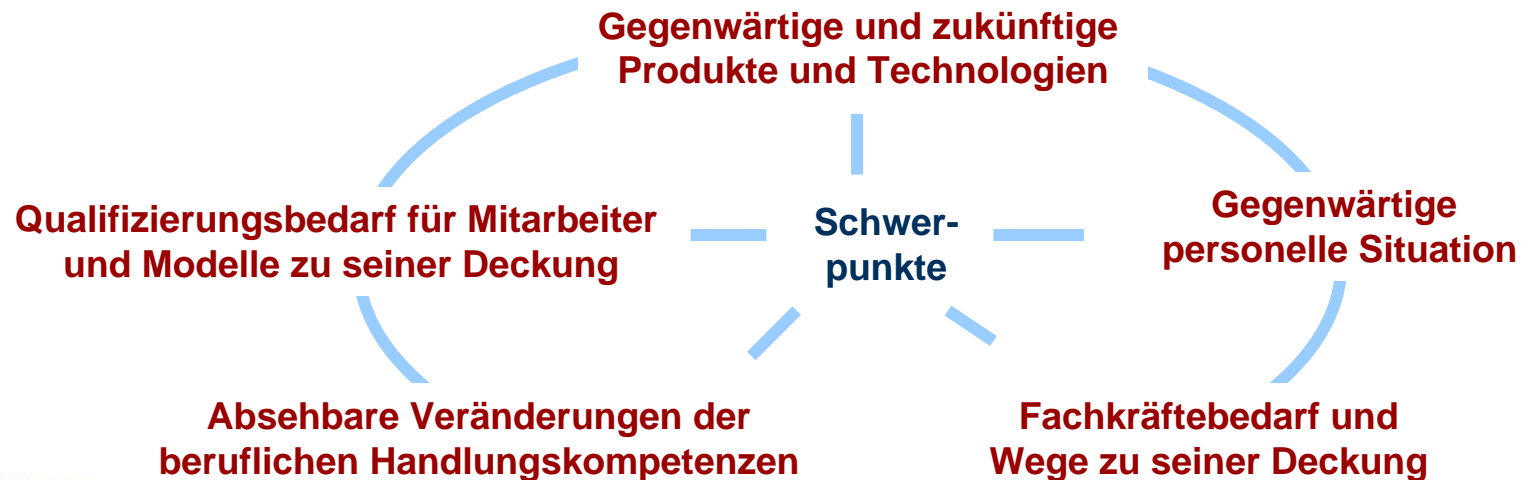 Gegenwärtige und zukünftige
Produkte und Technologien
Qualifizierungsbedarf für Mitarbeiter
und Modelle zu seiner Deckung
Schwer-
punkte
Gegenwärtige
personelle Situation
Absehbare Veränderungen der
beruflichen Handlungskompetenzen
Fachkräftebedarf und
Wege zu seiner Deckung